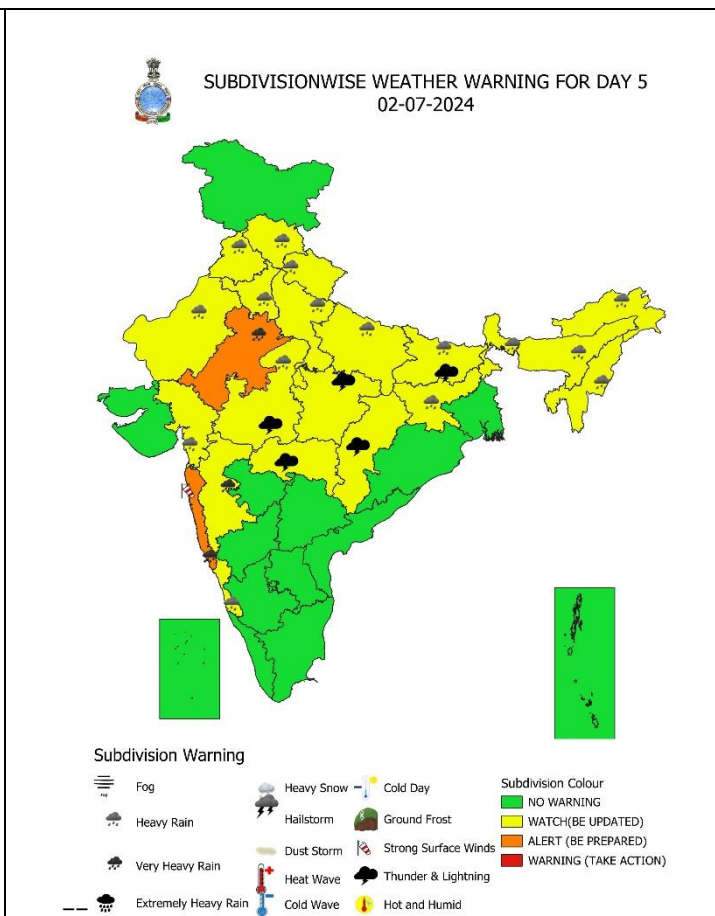 SUBDIVISIONWISE WEATHER WARNING FOR DAY 5
02-07-2024
Subdivision Warning
Fog
Heavy Rain
Very Heavy Rain
Extremely Heavy Rain
Heavy Snow
Hailstorm
Dust Storm
Heat Wave
Cold Wave
Cold Day
Ground Frost
Strong Surface Winds
Thunder & Lightning
Hot and Humid
Subdivision Colour
NO WARNING
WATCH(BE UPDATED)
ALERT (BE PREPARED)
WARNING (TAKE ACTION)